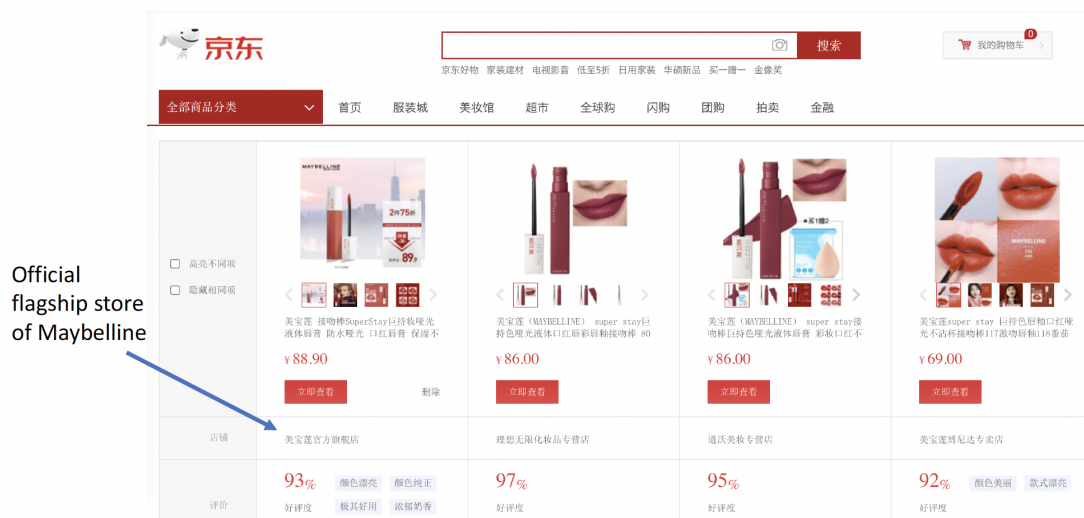 京东
搜索
0
我的购物车
京东好物 家装建材 电视影音 低至5折 日用家装 华硕新品 买一赠一 金像奖
全部商品分类
首页 服装城 美妆馆 超市 全球购 闪购 团购 拍卖 金融
MAYBELLINE
2件75折
89.9
买1赠2
MAYBELLINE
高亮不同项
隐藏相同项
Official
flagship store
of Maybelline
美宝莲 接吻棒SuperStay巨持妆哑光
液体唇膏 防水哑光 口红唇膏 保湿不
¥ 88.90
立即查看
删除
美宝莲（MAYBELLINE） super stay巨
持色哑光液体口红唇彩唇釉接吻棒 80
¥ 86.00
立即查看
美宝莲（MAYBELLINE） super stay接
吻棒巨持色哑光液体唇膏 彩妆口红不
¥ 86.00
立即查看
美宝莲super stay 巨持色唇釉口红哑
光不沾杯接吻棒117激吻唇釉118番茄
¥ 69.00
立即查看
店铺
美宝莲官方旗舰店
理想无限化妆品专营店
道沃美妆专营店
美宝莲博尼达专卖店
评价
93%
好评度
颜色漂亮 颜色纯正
极其好用 浓郁奶香
97%
好评度
95%
好评度
92%
好评度
颜色美丽 款式漂亮